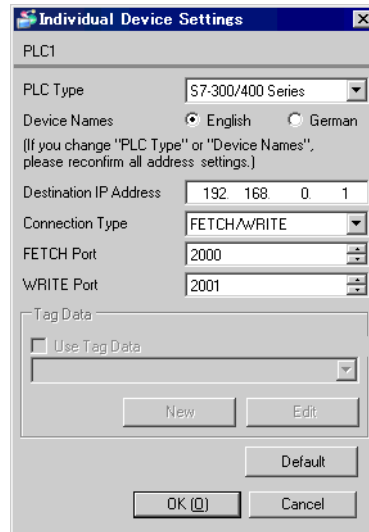 Individual Device Settings
PLC1
PLC Type S7-300/400 Series
Device Names English German
(If you change "PLC Type" or "Device Names",
please reconfirm all address settings.)
Destination IP Address 192. 168. 0. 1
Connection Type FETCH/WRITE
FETCH Port 2000
WRITE Port 2001
Tag Data
Use Tag Data
New Edit
Default
OK (O) Cancel